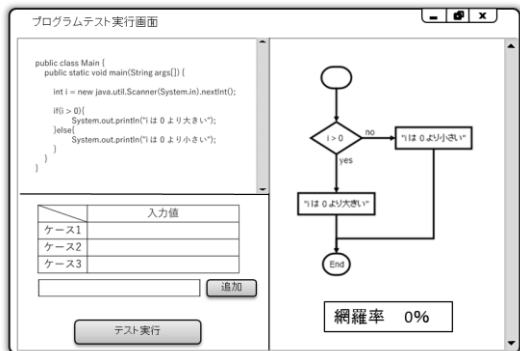 プログラムテスト実行画面
public class Main {
public static void main(String args[]) {
int i = new java.util.Scanner(System.in).nextInt();
if(i > 0){
System.out.println("i は 0 より大きい");
}else{
System.out.println("i は 0 より小さい");
}
}
}
入力値
ケース1
ケース2
ケース3
追加
テスト実行
i > 0
no
"i は 0 より小さい"
yes
"i は 0 より大きい"
End
網羅率 0%